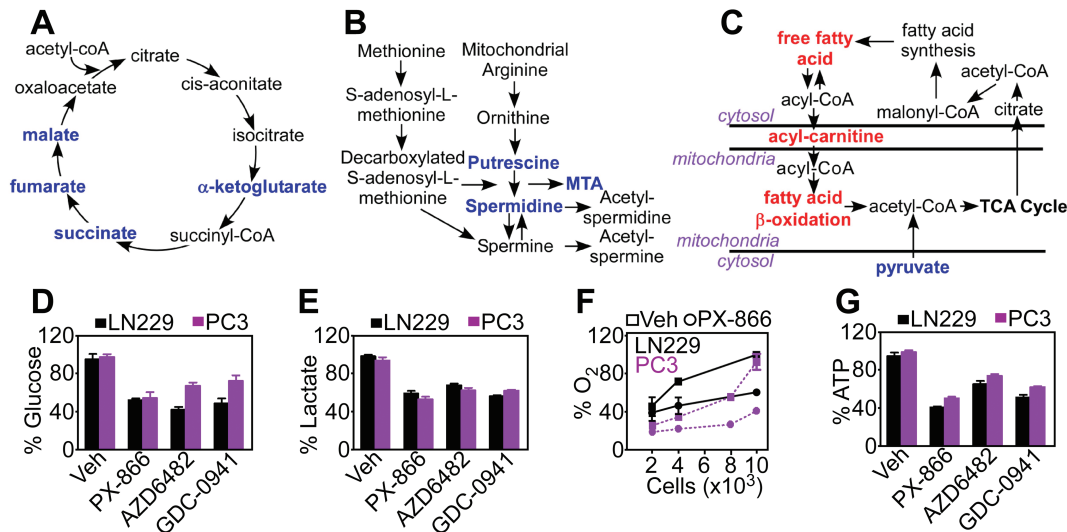 A
acetyl-coA
citrate
oxaloacetate
cis-aconitate
malate
isocitrate
fumarate
α-ketoglutarate
succinate
succinyl-CoA
B
Methionine
Mitochondrial
Arginine
S-adenosyl-L-
methionine
Ornithine
Decarboxylated
S-adenosyl-L-
methionine
Putrescine
MTA
Spermidine
Acetyl-
spermidine
Spermine
Acetyl-
spermine
C
free fatty
acid
fatty acid
synthesis
acyl-CoA
acetyl-CoA
malonyl-CoA
citrate
cytosol
acyl-carnitine
mitochondria
acyl-CoA
fatty acid
β-oxidation
acetyl-CoA
TCA Cycle
mitochondria
cytosol
pyruvate
D
LN229
PC3
% Glucose
120
80
40
0
Veh
PX-866
AZD6482
GDC-0941
E
LN229
PC3
% Lactate
120
80
40
0
Veh
PX-866
AZD6482
GDC-0941
F
Veh
PX-866
LN229
PC3
% O2
120
80
40
0
2 4 6 8 10
Cells (x10³)
G
LN229
PC3
% ATP
120
80
40
0
Veh
PX-866
AZD6482
GDC-0941